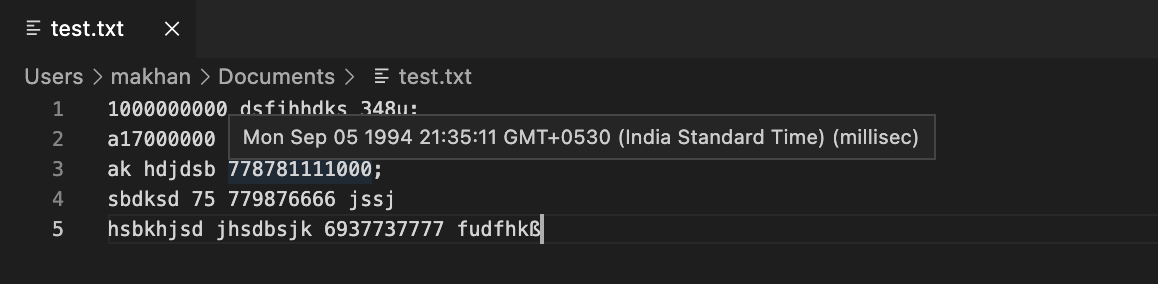 test.txt
Users > makhan > Documents > test.txt
1 1000000000 dsfihhdks 348u;
2 a17000000
Mon Sep 05 1994 21:35:11 GMT+0530 (India Standard Time) (millisec)
3 ak hdjdsb 778781111000;
4 sbdksd 75 779876666 jssj
5 hsbkhjsd jhsdbsjk 6937737777 fudfhkß